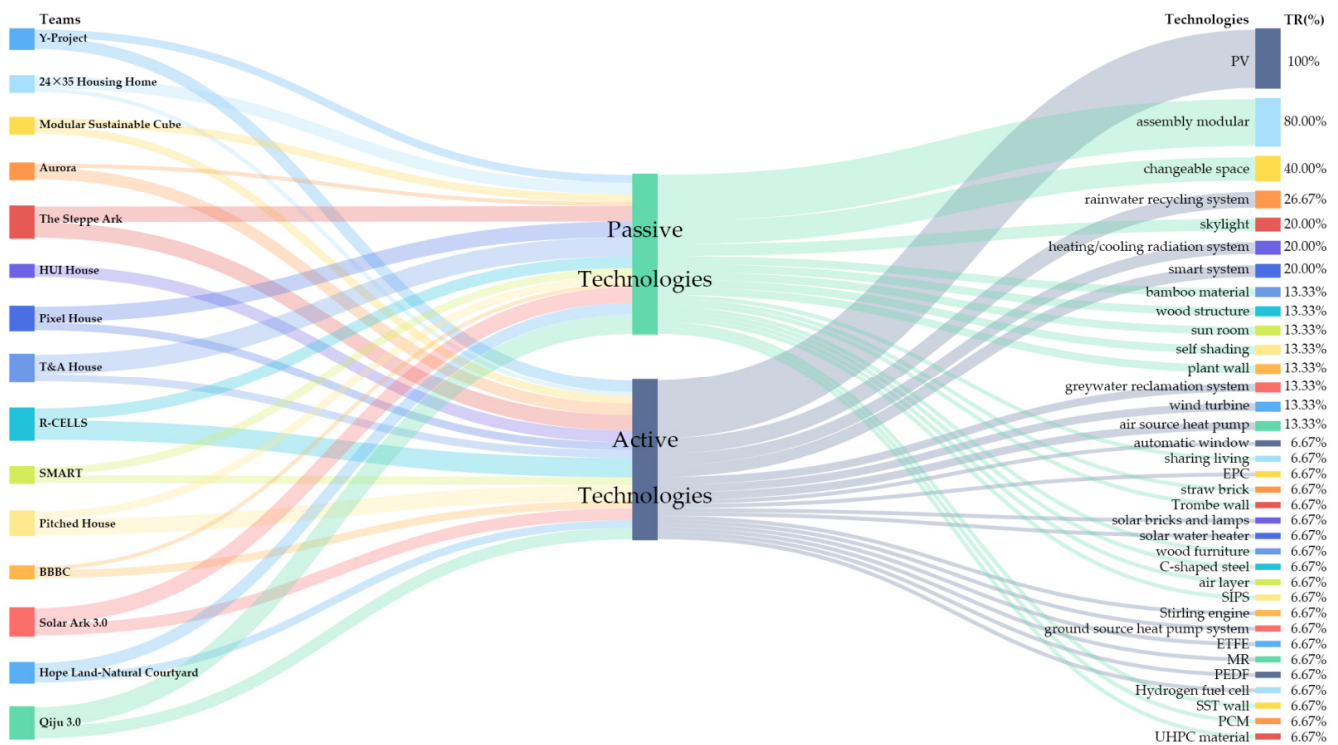 Teams
Y-Project
24×35 Housing Home
Modular Sustainable Cube
Aurora
The Steppe Ark
HUI House
Pixel House
T&A House
R-CELLS
SMART
Pitched House
BBBC
Solar Ark 3.0
Hope Land-Natural Courtyard
Qiju 3.0
Passive
Technologies
Active
Technologies
Technologies TR(%)
PV 100%
assembly modular 80.00%
changeable space 40.00%
rainwater recycling system 26.67%
skylight 20.00%
heating/cooling radiation system 20.00%
smart system 20.00%
bamboo material 13.33%
wood structure 13.33%
sun room 13.33%
self shading 13.33%
plant wall 13.33%
greywater reclamation system 13.33%
wind turbine 13.33%
air source heat pump 13.33%
automatic window 6.67%
sharing living 6.67%
EPC 6.67%
straw brick 6.67%
Trombe wall 6.67%
solar bricks and lamps 6.67%
solar water heater 6.67%
wood furniture 6.67%
C-shaped steel 6.67%
air layer 6.67%
SIPS 6.67%
Stirling engine 6.67%
ground source heat pump system 6.67%
ETFE 6.67%
MR 6.67%
PEDF 6.67%
Hydrogen fuel cell 6.67%
SST wall 6.67%
PCM 6.67%
UHPC material 6.67%